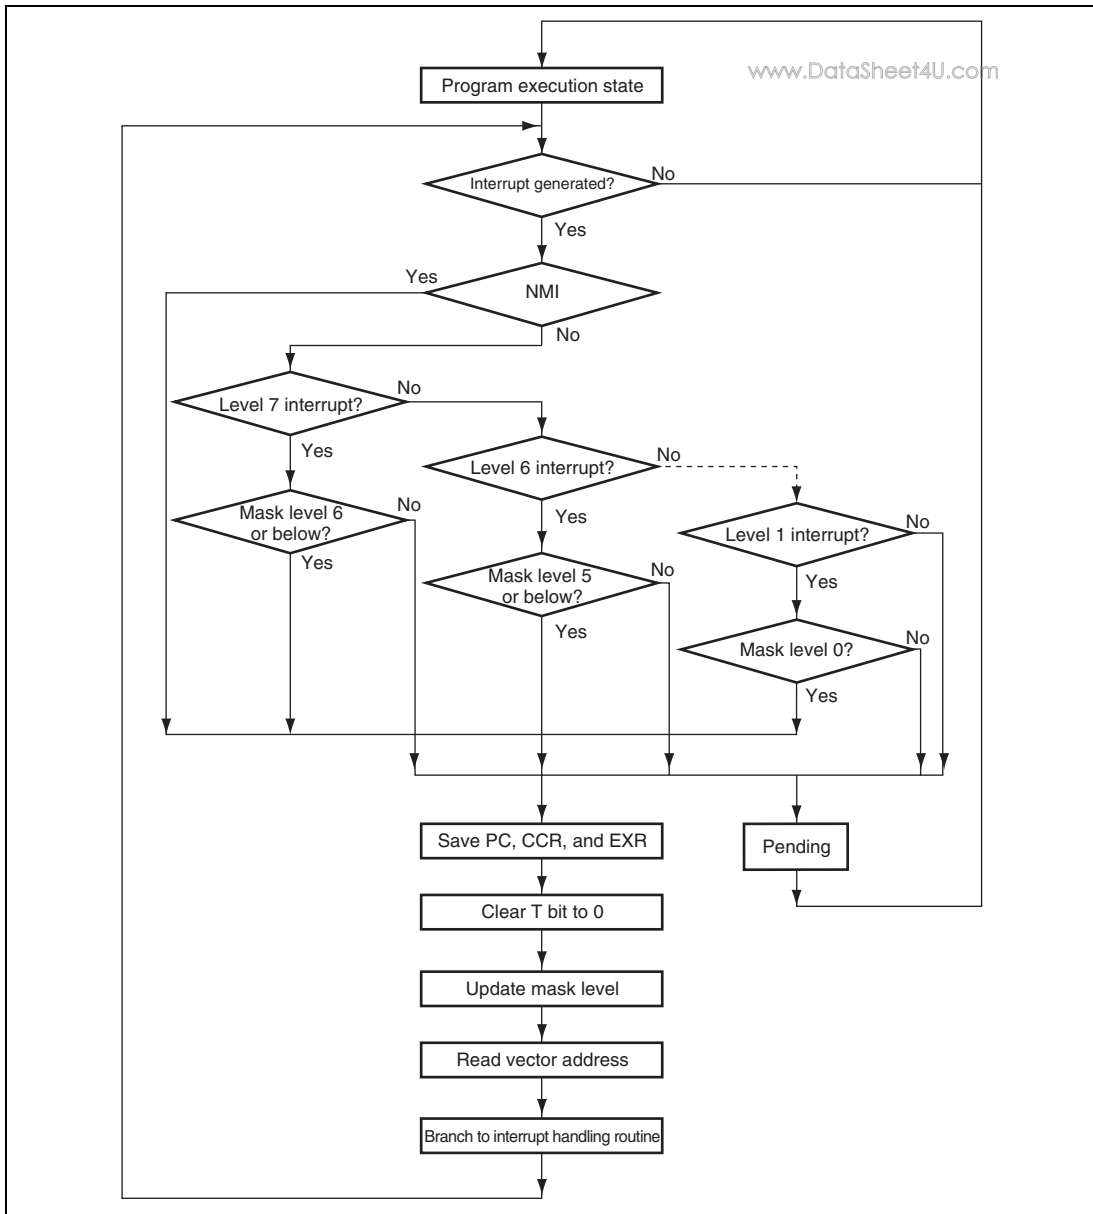 www.DataSheet4U.com
Program execution state
Interrupt generated?
No
Yes
Yes
NMI
No
Level 7 interrupt?
No
Yes
Level 6 interrupt?
No
Mask level 6
or below?
No
Yes
Level 1 interrupt?
No
Yes
Mask level 5
or below?
No
Yes
Yes
Mask level 0?
No
Yes
Save PC, CCR, and EXR
Pending
Clear T bit to 0
Update mask level
Read vector address
Branch to interrupt handling routine